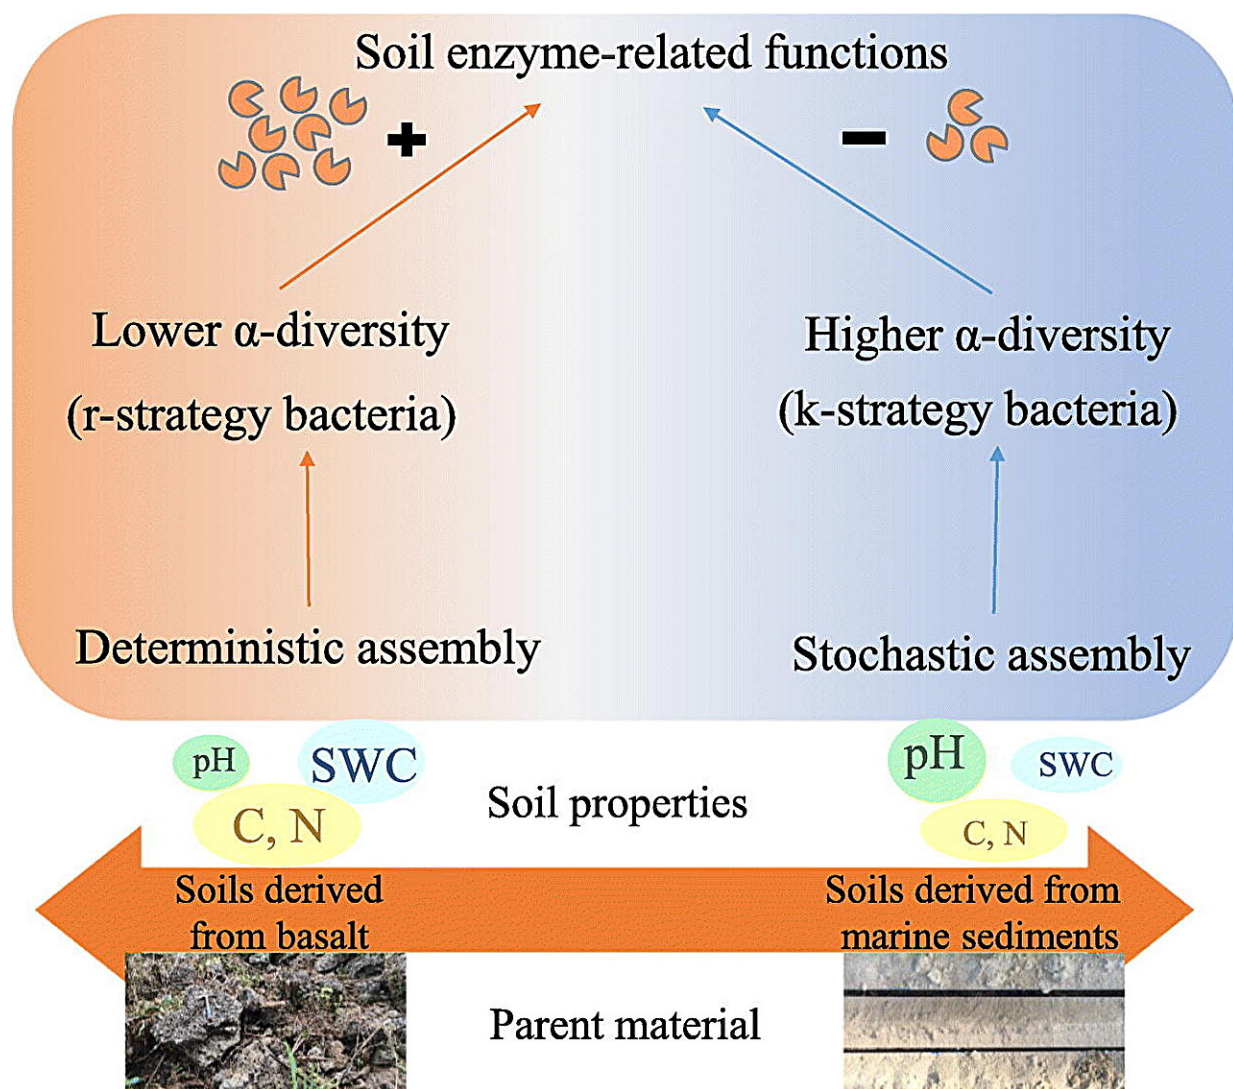 Soil enzyme-related functions
+
−
Lower α-diversity
(r-strategy bacteria)
Higher α-diversity
(k-strategy bacteria)
Deterministic assembly
Stochastic assembly
pH
SWC
C, N
Soil properties
pH
SWC
C, N
Soils derived
from basalt
Soils derived from
marine sediments
Parent material